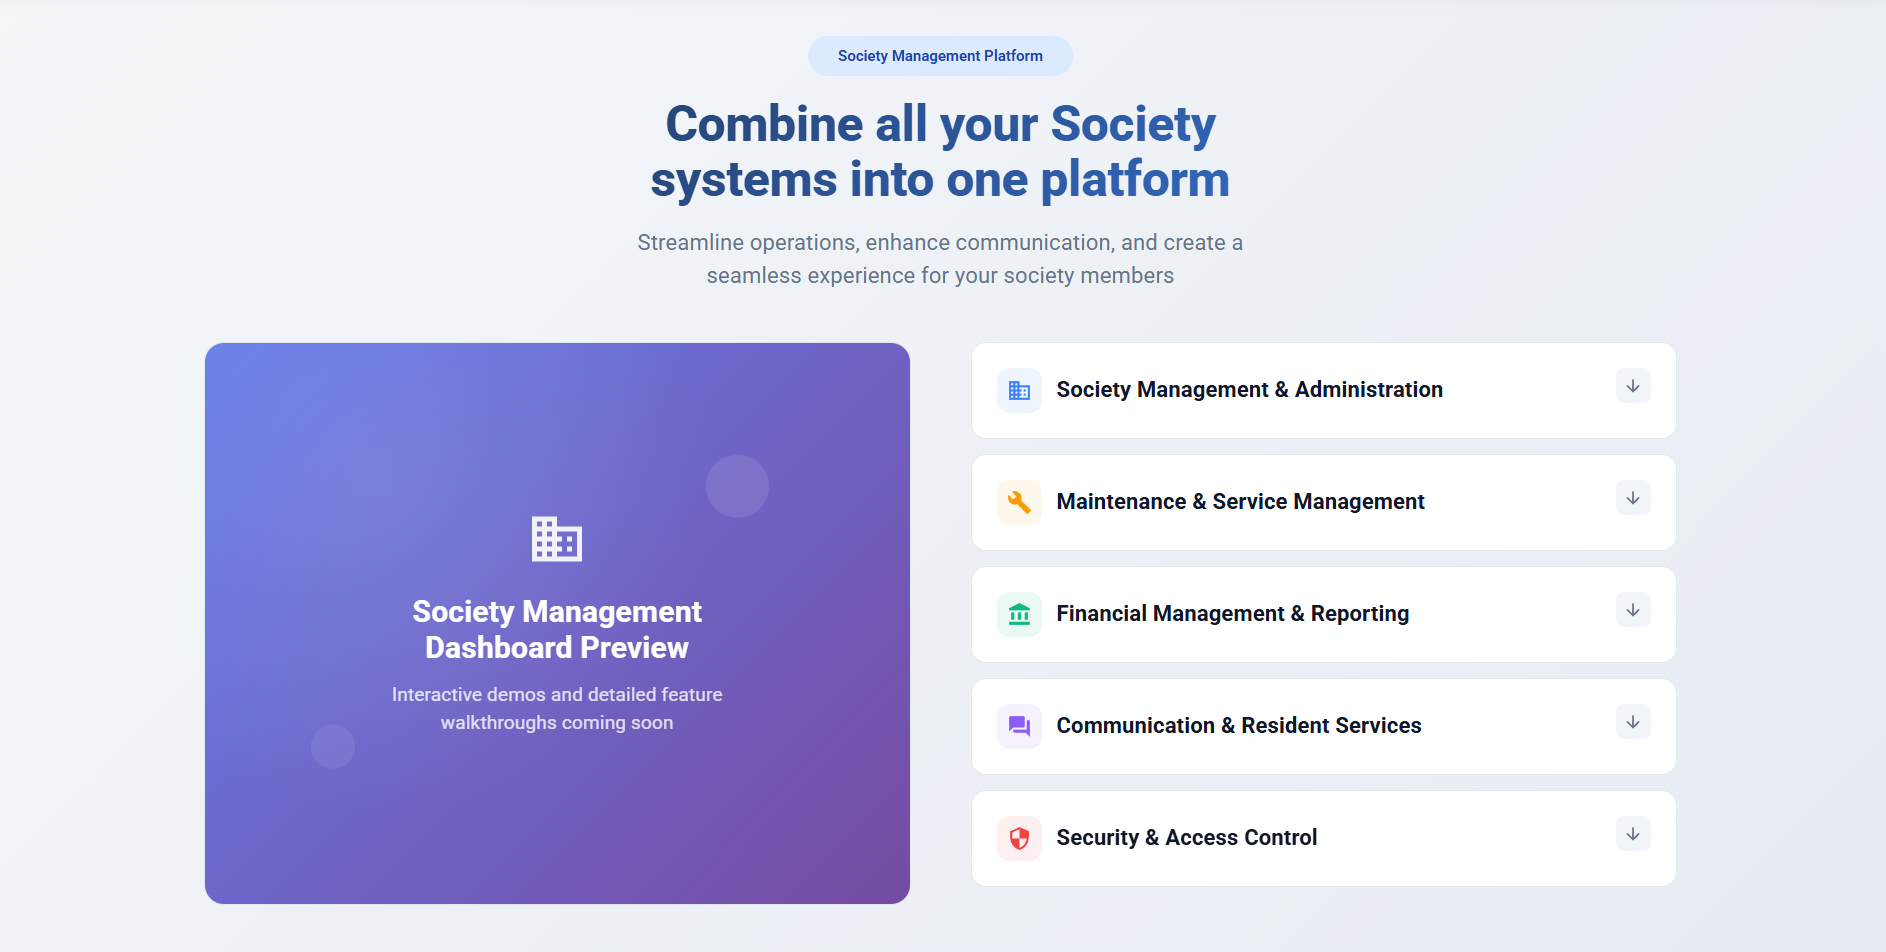 Society Management Platform
Combine all your Society
systems into one platform
Streamline operations, enhance communication, and create a
seamless experience for your society members
Society Management
Dashboard Preview
Interactive demos and detailed feature
walkthroughs coming soon
Society Management & Administration
Maintenance & Service Management
Financial Management & Reporting
Communication & Resident Services
Security & Access Control